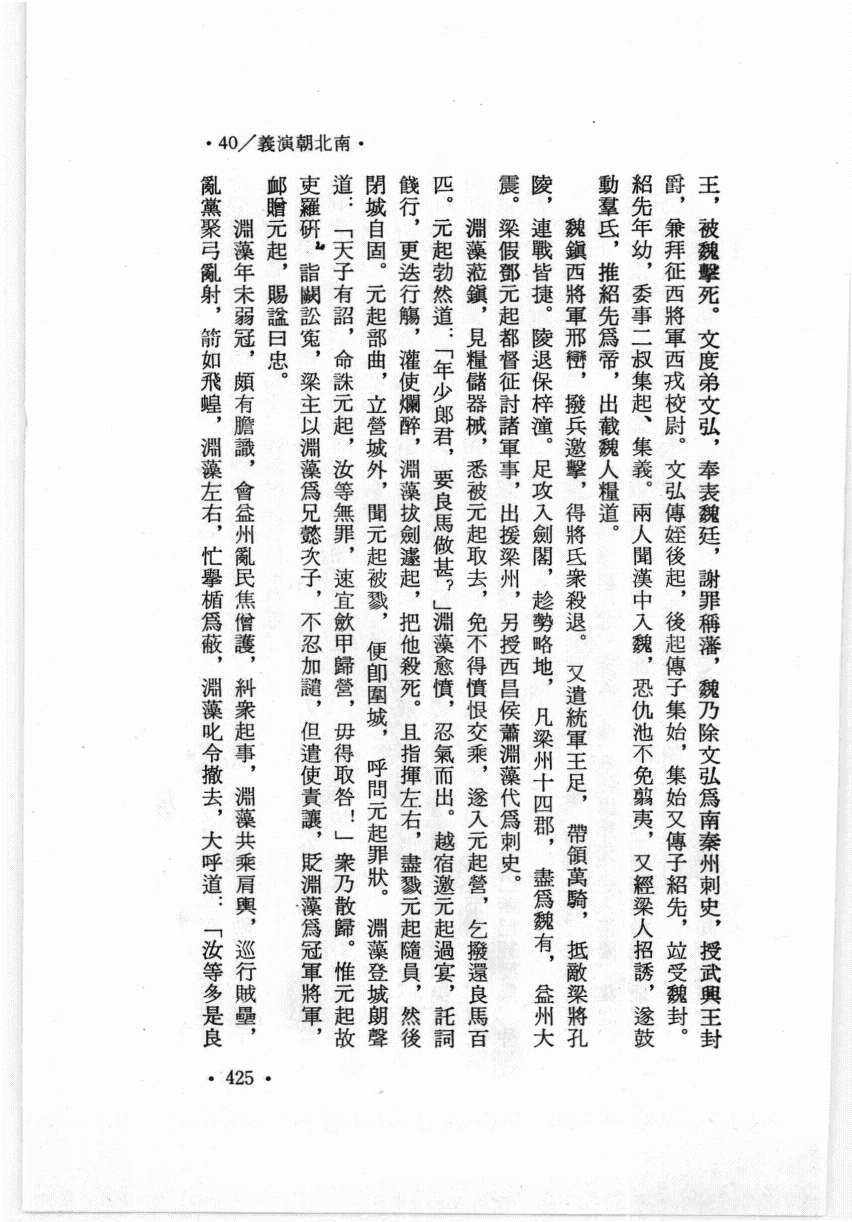 ·40／義演朝北南·
王，被魏擊死。文度弟文弘，奉表魏廷，謝罪稱藩，魏乃除文弘爲南秦州刺史，授武興王封
爵，兼拜征西將軍西戎校尉。文弘傳姪後起，後起傳子集始，集始又傳子紹先，竝受魏封。
紹先年幼，委事二叔集起、集義。兩人聞漢中入魏，恐仇池不免翦夷，又經梁人招誘，遂鼓
動羣氐，推紹先爲帝，出截魏人糧道。
魏鎭西將軍邢巒，撥兵邀擊，得將氐衆殺退。又遣統軍王足，帶領萬騎，抵敵梁將孔
陵，連戰皆捷。陵退保梓潼。足攻入劍閣，趁勢略地，凡梁州十四郡，盡爲魏有，益州大
震。梁假鄧元起都督征討諸軍事，出援梁州，另授西昌侯蕭淵藻代爲刺史。
淵藻蒞鎭，見糧儲器械，悉被元起取去，免不得憤恨交乘，遂入元起營，乞撥還良馬百
匹。元起勃然道：「年少郎君，要良馬做甚？」淵藻愈憤，忍氣而出。越宿邀元起過宴，託詞
餞行，更迭行觴，灌使爛醉，淵藻拔劍遽起，把他殺死。且指揮左右，盡戮元起隨員，然後
閉城自固。元起部曲，立營城外，聞元起被戮，便卽圍城，呼問元起罪狀。淵藻登城朗聲
道：「天子有詔，命誅元起，汝等無罪，速宜斂甲歸營，毋得取咎！」衆乃散歸。惟元起故
吏羅研，詣闕訟寃，梁主以淵藻爲兄懿次子，不忍加譴，但遣使責讓，貶淵藻爲冠軍將軍，
卹贈元起，賜諡曰忠。
淵藻年未弱冠，頗有膽識，會益州亂民焦僧護，糾衆起事，淵藻共乘肩輿，巡行賊壘，
亂黨聚弓亂射，箭如飛蝗，淵藻左右，忙擧楯爲蔽，淵藻叱令撤去，大呼道：「汝等多是良
·425·